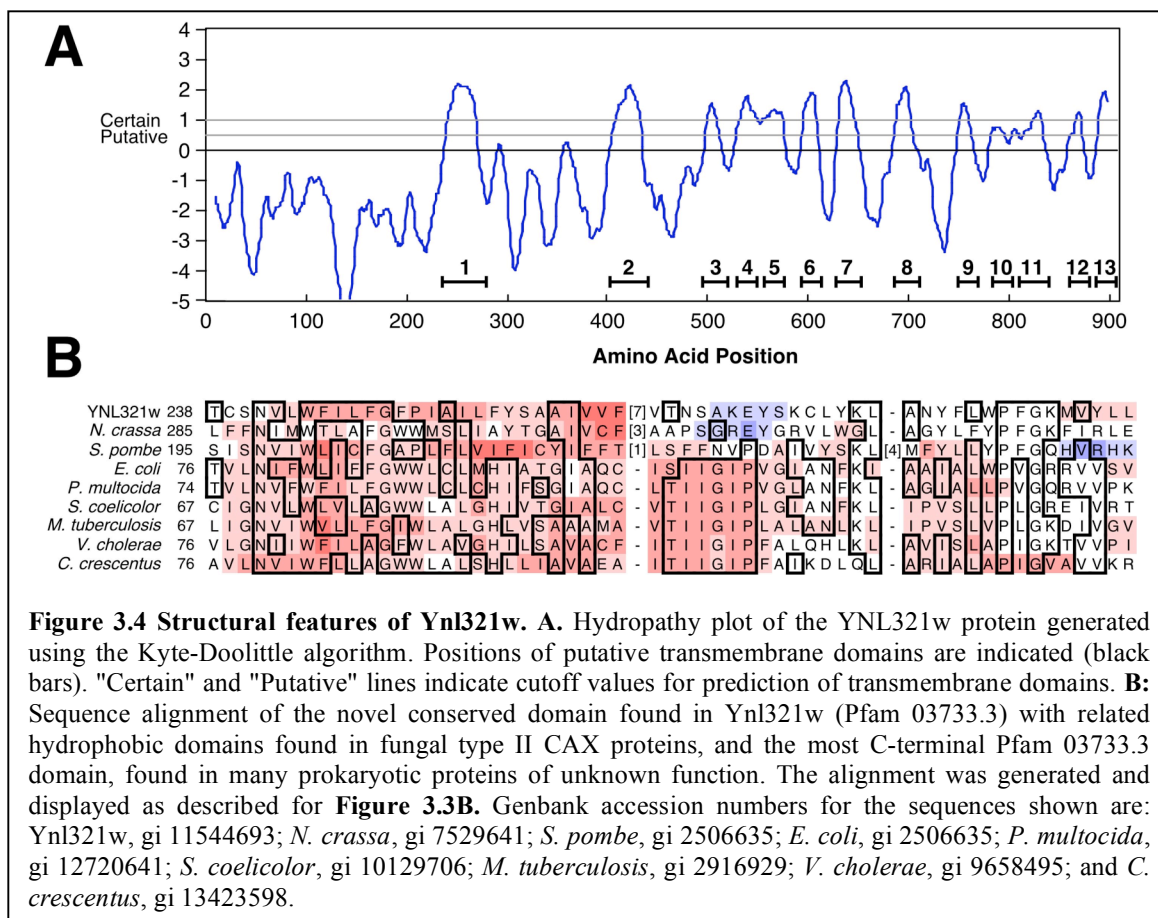 A
4
3
2
Certain 1
Putative
0
-1
-2
-3
-4
-5
1 2 3 4 5 6 7 8 9 10 11 12 13
0 100 200 300 400 500 600 700 800 900
Amino Acid Position
B
YNL321w 238 T C S N V L W F I L F G F P I A I L F Y S A A I V V F [7] V T N S A K E Y S K C L Y K L - A N Y F L W P F G K M V Y L L
N. crassa 285 L F F N I M W T L A F G W W M S L I A Y T G A I V C F [3] A A P S G R E Y G R V L W G L - A G Y L F Y P F G K F I R L E
S. pombe 195 S I S N V I W L I C F G A P L F L V I F I C Y I F F T [1] L S F F N V P D A I V Y S K L [4] M F Y L L Y P F G Q H V R H K
E. coli 76 T V L N I F W L I F F G W W L C L M H I A T G I A Q C - I S T I I G I P V G I A N F K I - A A I A L W P V G R R V V S V
P. multocida 74 T V L N V F W F I L F G W W L C L C H I F S G I A Q C - L T I I G I P V G L A N F K L - A G I A L L P V G Q R V V P K
S. coelicolor 67 C I G N V L W L V L A G W W L A L G H I V T G I A L C - V T I I G I P L G I A N F K L - I P V S L L P L G R E I V R T
M. tuberculosis 67 L I G N V I W V L L F G I W L A L G H L V S A A A M A - V T I I G I P L A L A N L K L - I P V S L V P L G K D I V G V
V. cholerae 76 V L G N I I W F I L A G I W L A V G H I L S A V A C F - I T I I G I P F A L Q H L K L - A V I S L A P I G K T V V P I
C. crescentus 76 A V L N V I W F L L A G W W L A L S H L L I A V A E A - I T I I G I P F A I K D L Q L - A R I A L A P I G V A V V K R
Figure 3.4 Structural features of Ynl321w. A. Hydropathy plot of the YNL321w protein generated
using the Kyte-Doolittle algorithm. Positions of putative transmembrane domains are indicated (black
bars). "Certain" and "Putative" lines indicate cutoff values for prediction of transmembrane domains. B:
Sequence alignment of the novel conserved domain found in Ynl321w (Pfam 03733.3) with related
hydrophobic domains found in fungal type II CAX proteins, and the most C-terminal Pfam 03733.3
domain, found in many prokaryotic proteins of unknown function. The alignment was generated and
displayed as described for Figure 3.3B. Genbank accession numbers for the sequences shown are:
Ynl321w, gi 11544693; N. crassa, gi 7529641; S. pombe, gi 2506635; E. coli, gi 2506635; P. multocida,
gi 12720641; S. coelicolor, gi 10129706; M. tuberculosis, gi 2916929; V. cholerae, gi 9658495; and C.
crescentus, gi 13423598.